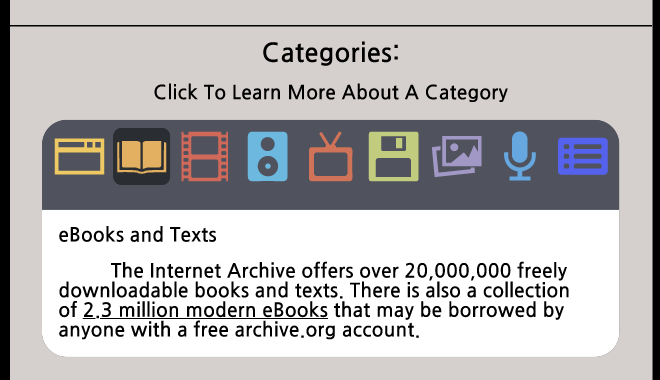 Categories:
Click To Learn More About A Category
eBooks and Texts
The Internet Archive offers over 20,000,000 freely
downloadable books and texts. There is also a collection
of 2.3 million modern eBooks that may be borrowed by
anyone with a free archive.org account.